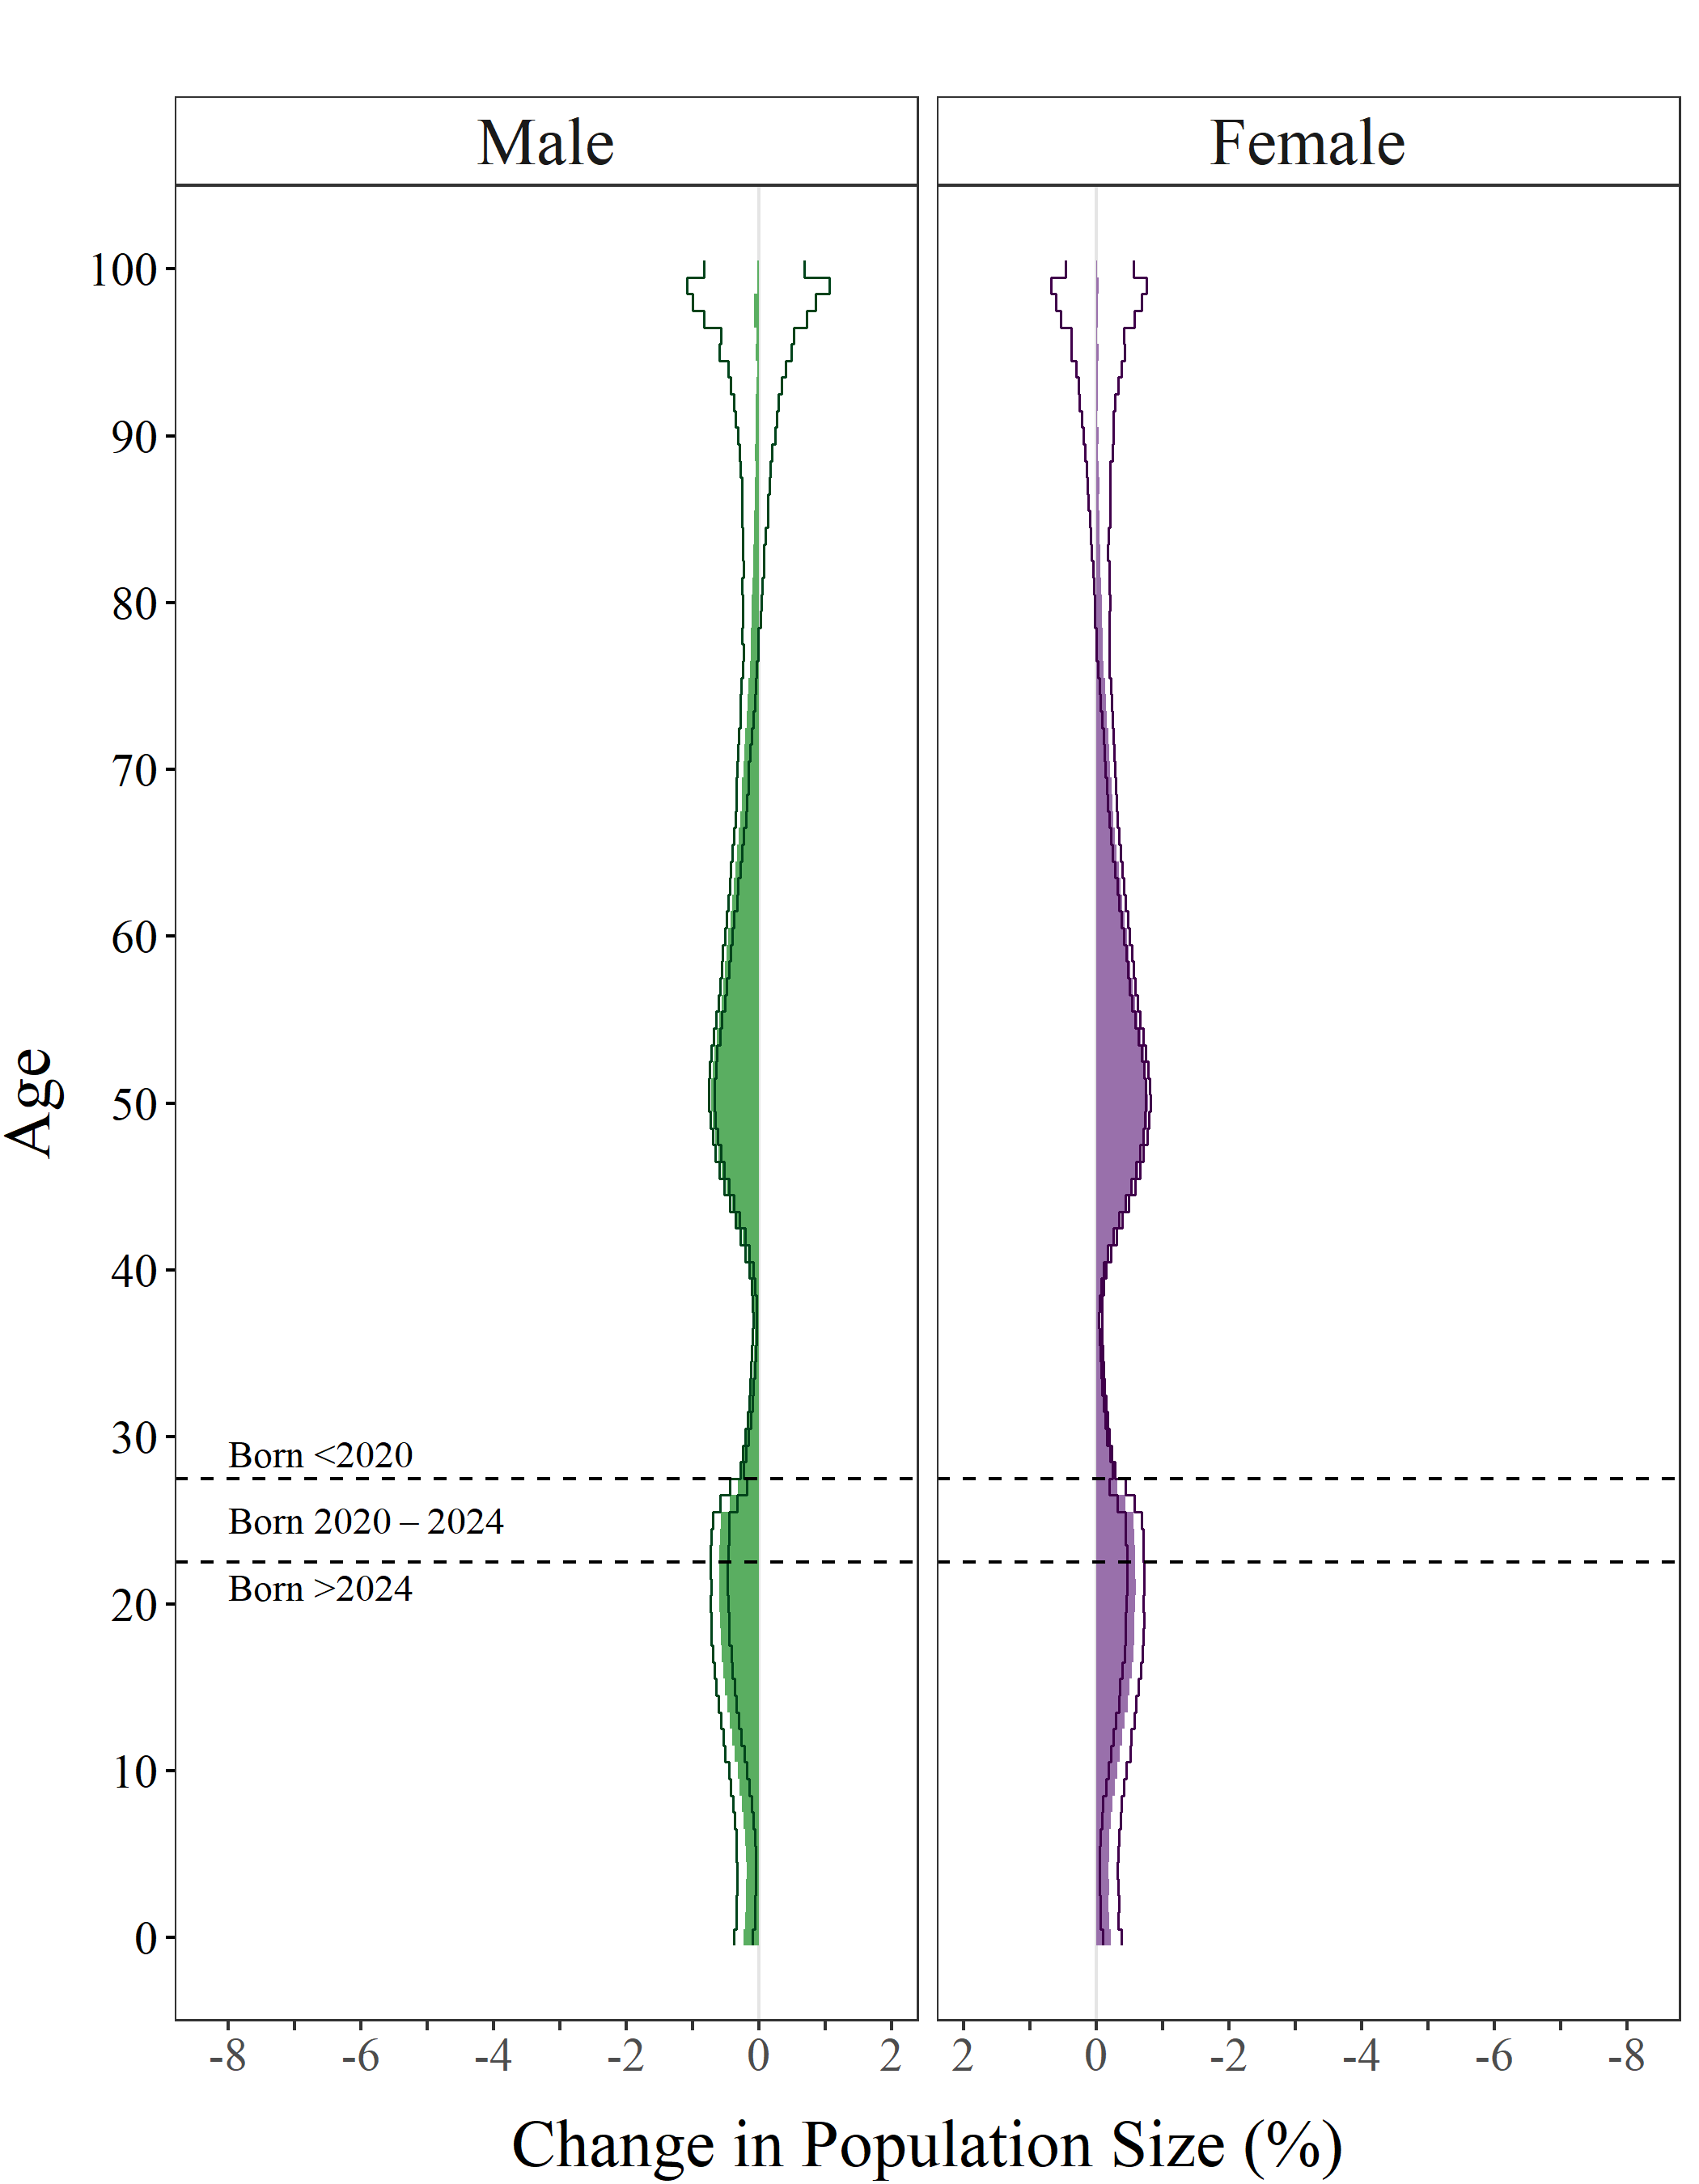 Male Female
100
90
80
70
60
50
40
30
20
10
0
Age
Born <2020
Born 2020 – 2024
Born >2024
-8 -6 -4 -2 0 2 2 0 -2 -4 -6 -8
Change in Population Size (%)